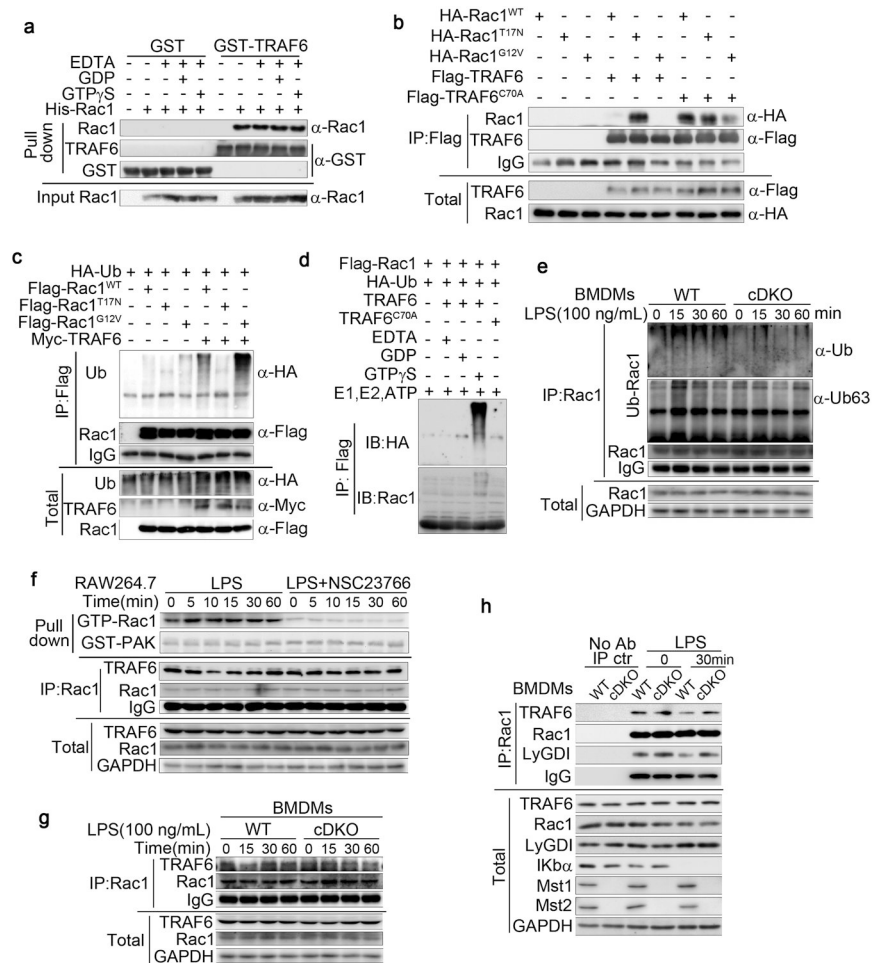 a
GST GST-TRAF6
EDTA - - + + + - - + + +
GDP - - - + - - - - + -
GTPγS - - - - + - - - - +
His-Rac1 - + + + + - + + + +
Pull down
Rac1 α-Rac1
TRAF6 α-GST
GST
Input Rac1 α-Rac1
b
HA-Rac1WT + - - + - - + - -
HA-Rac1T17N - + - - + - - + -
HA-Rac1G12V - - + - - + - - +
Flag-TRAF6 - - - + + + - - -
Flag-TRAF6C70A - - - - - - + + +
IP:Flag
Rac1 α-HA
TRAF6 α-Flag
IgG
Total
TRAF6 α-Flag
Rac1 α-HA
c
HA-Ub + + + + + + +
Flag-Rac1WT - + - - + - -
Flag-Rac1T17N - - + - - + -
Flag-Rac1G12V - - - + - - +
Myc-TRAF6 - - - - + + +
IP:Flag
Ub α-HA
Rac1 α-Flag
IgG
Total
Ub α-HA
TRAF6 α-Myc
Rac1 α-Flag
d
Flag-Rac1 + + + + +
HA-Ub + + + + +
TRAF6 - + + + -
TRAF6C70A - - - - +
EDTA - + - - -
GDP - - + - -
GTPγS - - - + -
E1,E2,ATP + + + + +
IP: Flag
IB:HA
IB:Rac1
e
BMDMs WT cDKO
LPS(100 ng/mL) 0 15 30 60 0 15 30 60 min
IP:Rac1
Ub-Rac1
α-Ub
α-Ub63
Rac1
IgG
Total
Rac1
GAPDH
f
RAW264.7 LPS LPS+NSC23766
Time(min) 0 5 10 15 30 60 0 5 10 15 30 60
Pull down
GTP-Rac1
GST-PAK
IP:Rac1
TRAF6
Rac1
IgG
Total
TRAF6
Rac1
GAPDH
g
BMDMs
LPS(100 ng/mL) WT cDKO
Time(min) 0 15 30 60 0 15 30 60
IP:Rac1
TRAF6
Rac1
IgG
Total
TRAF6
Rac1
GAPDH
h
No Ab IP ctr LPS
0 30min
BMDMs WT cDKO WT cDKO WT cDKO
IP:Rac1
TRAF6
Rac1
LyGDI
IgG
Total
TRAF6
Rac1
LyGDI
IKbα
Mst1
Mst2
GAPDH